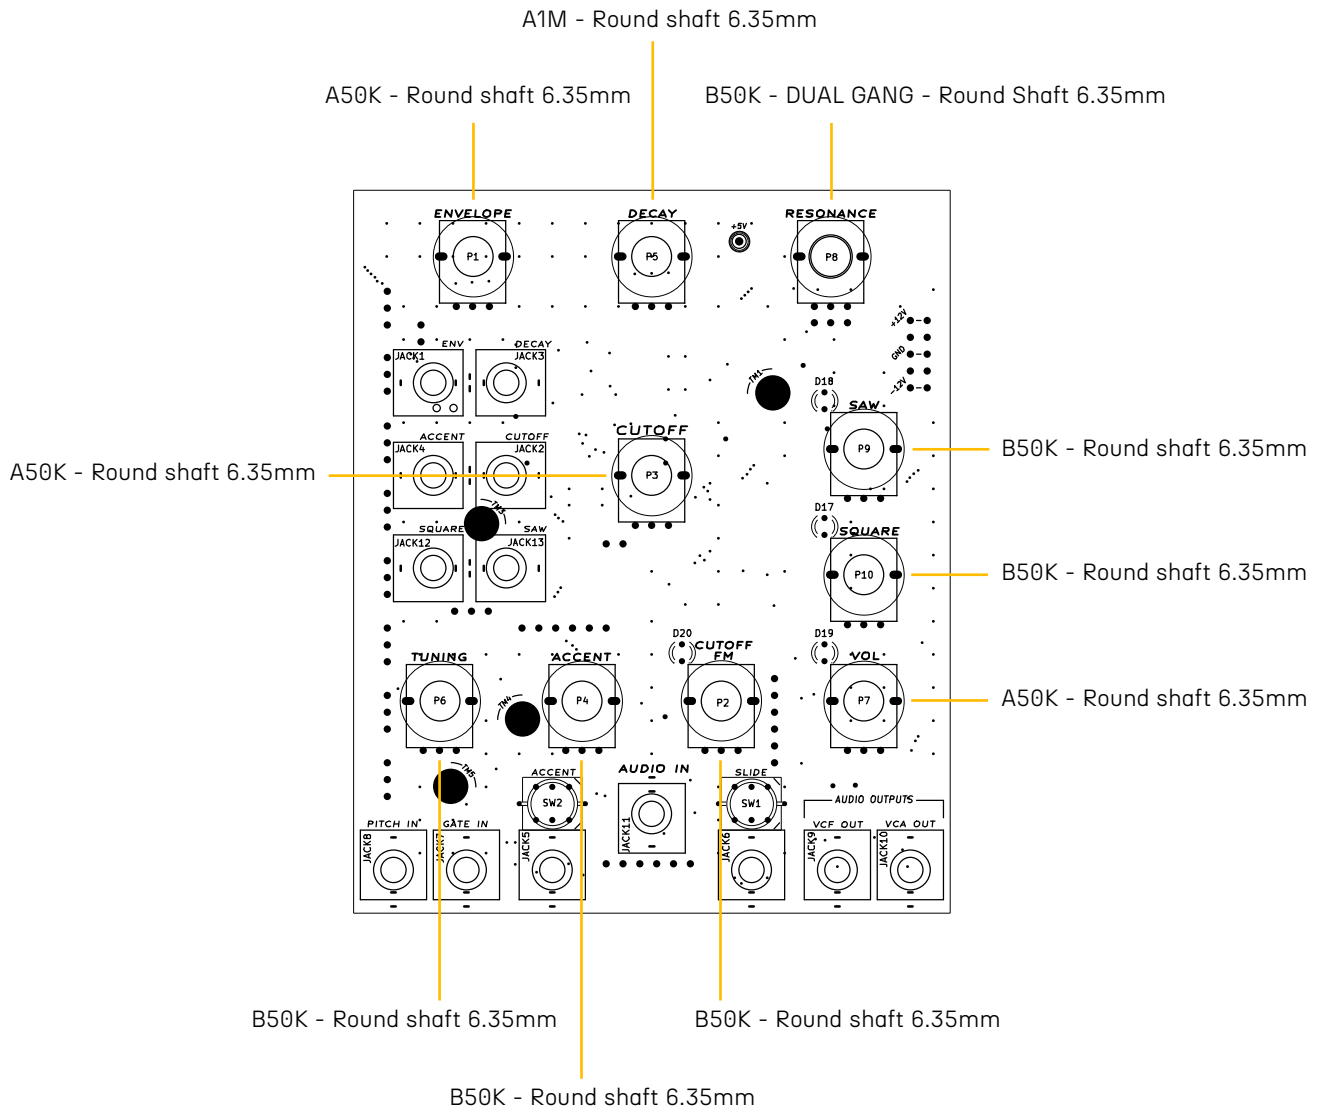 A1M - Round shaft 6.35mm
A50K - Round shaft 6.35mm
B50K - DUAL GANG - Round Shaft 6.35mm
ENVELOPE
DECAY
RESONANCE
+5V
P1
P5
P8
+12V
GND
-12V
ENV
DECAY
JACK1
JACK3
TM1
D18
SAW
CUTOFF
ACCENT
CUTOFF
JACK4
JACK2
P9
B50K - Round shaft 6.35mm
A50K - Round shaft 6.35mm
P3
TM3
D17
SQUARE
SAW
SQUARE
JACK12
JACK13
P10
B50K - Round shaft 6.35mm
D20
D19
TUNING
ACCENT
CUTOFF
FM
VOL
P6
P4
P2
P7
A50K - Round shaft 6.35mm
TM4
TM5
ACCENT
AUDIO IN
SLIDE
SW2
SW1
AUDIO OUTPUTS
PITCH IN
GATE IN
VCF OUT
VCA OUT
JACK8
JACK5
JACK11
JACK6
JACK9
JACK10
B50K - Round shaft 6.35mm
B50K - Round shaft 6.35mm
B50K - Round shaft 6.35mm